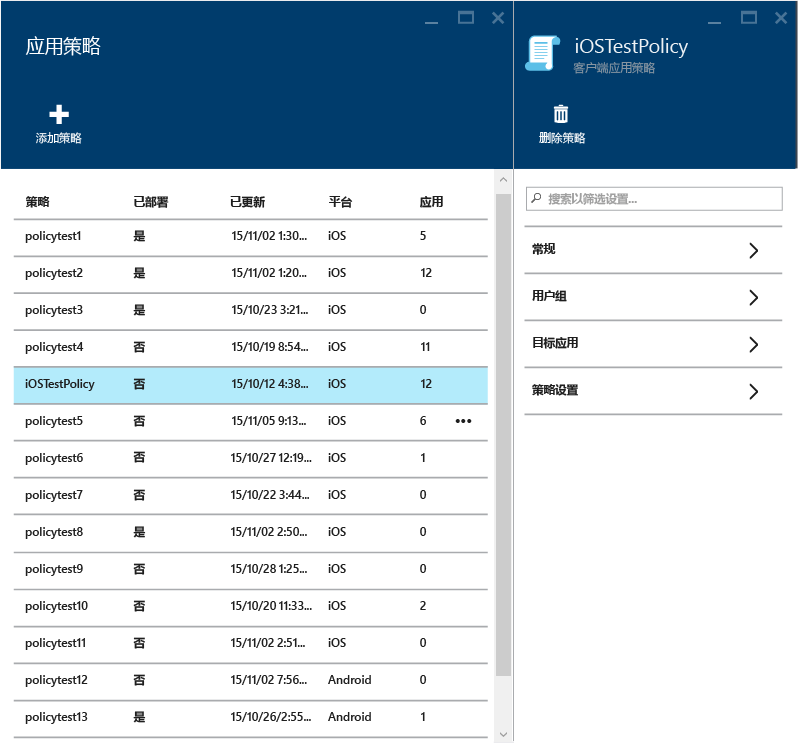 应用策略
添加策略
策略 已部署 已更新 平台 应用
policytest1 是 15/11/02 1:30... iOS 5
policytest2 是 15/11/02 1:20... iOS 12
policytest3 是 15/10/23 3:21... iOS 0
policytest4 否 15/10/19 8:54... iOS 11
iOSTestPolicy 否 15/10/12 4:38... iOS 12
policytest5 否 15/11/05 9:13... iOS 6 •••
policytest6 否 15/10/27 12:19... iOS 1
policytest7 否 15/10/22 3:44... iOS 0
policytest8 是 15/11/02 2:50... iOS 0
policytest9 否 15/10/28 1:25... iOS 0
policytest10 否 15/10/20 11:33... iOS 2
policytest11 否 15/11/02 2:51... iOS 0
policytest12 否 15/11/02 7:56... Android 0
policytest13 是 15/10/26/2:55... Android 1
iOSTestPolicy
客户端应用策略
删除策略
搜索以筛选设置...
常规
用户组
目标应用
策略设置